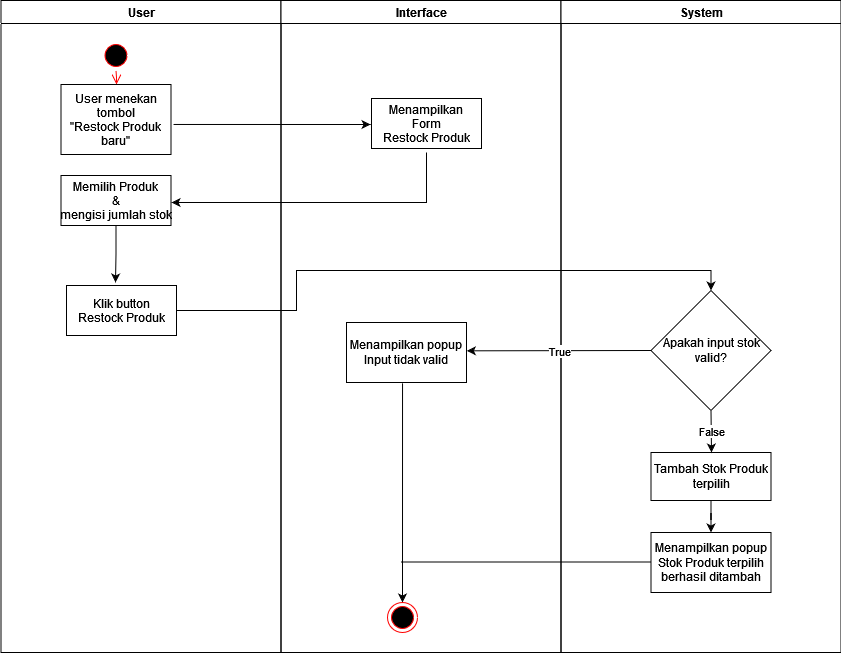 User
Interface
System
User menekan
tombol
"Restock Produk
baru"
Menampilkan
Form
Restock Produk
Memilih Produk
&
mengisi jumlah stok
Klik button
Restock Produk
Apakah input stok
valid?
True
Menampilkan popup
Input tidak valid
False
Tambah Stok Produk
terpilih
Menampilkan popup
Stok Produk terpilih
berhasil ditambah